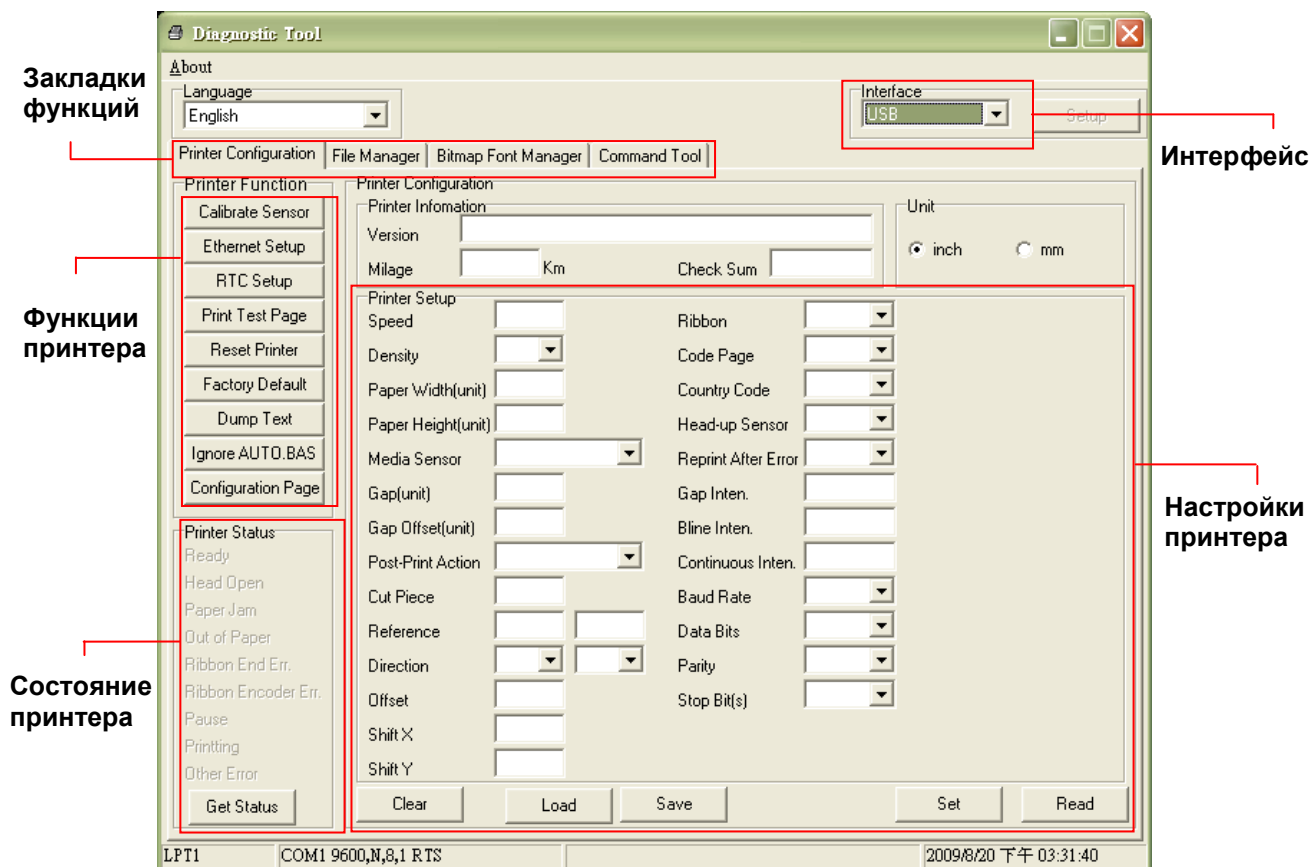 Diagnostic Tool
About
Закладки
функций
Language
English
Interface
USB
Setup
Интерфейс
Printer Configuration
File Manager
Bitmap Font Manager
Command Tool
Printer Function
Calibrate Sensor
Ethernet Setup
RTC Setup
Print Test Page
Reset Printer
Factory Default
Dump Text
Ignore AUTO.BAS
Configuration Page
Функции
принтера
Printer Configuration
Printer Infomation
Version
Milage
Km
Check Sum
Unit
inch
mm
Printer Setup
Speed
Density
Paper Width(unit)
Paper Height(unit)
Media Sensor
Gap(unit)
Gap Offset(unit)
Post-Print Action
Cut Piece
Reference
Direction
Offset
Shift X
Shift Y
Ribbon
Code Page
Country Code
Head-up Sensor
Reprint After Error
Gap Inten.
Bline Inten.
Continuous Inten.
Baud Rate
Data Bits
Parity
Stop Bit(s)
Настройки
принтера
Printer Status
Ready
Head Open
Paper Jam
Out of Paper
Ribbon End Err.
Ribbon Encoder Err.
Pause
Printting
Other Error
Get Status
Состояние
принтера
Clear
Load
Save
Set
Read
LPT1
COM1 9600,N,8,1 RTS
2009/8/20 下午 03:31:40